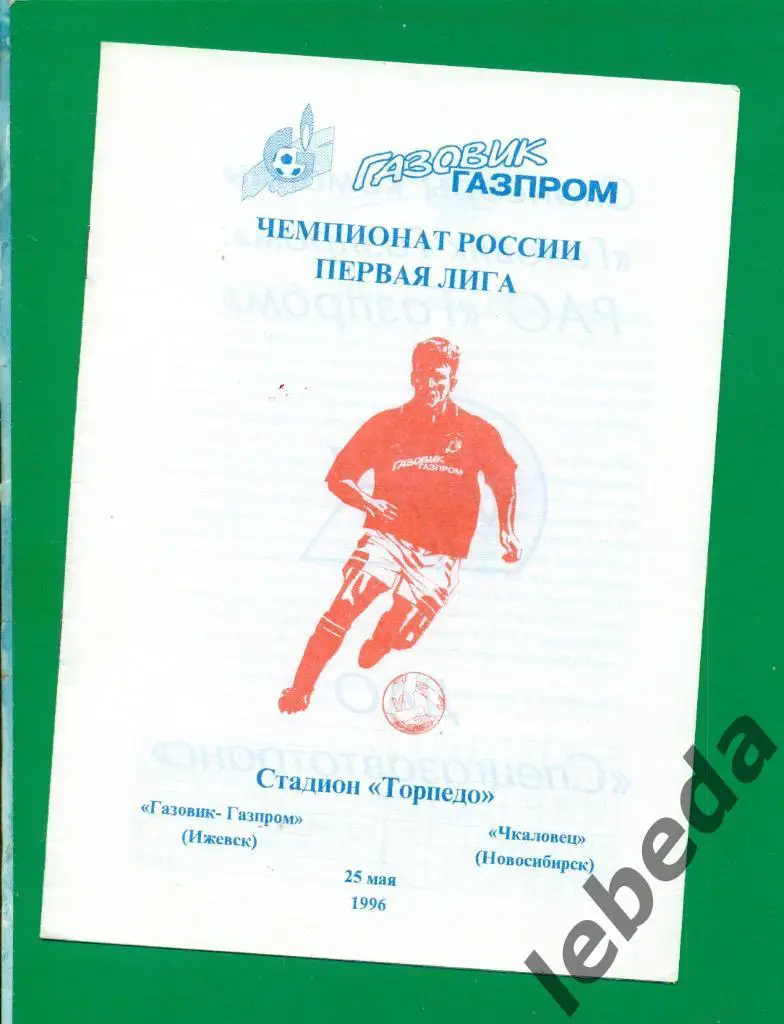 ГАЗОВИК
ГАЗПРОМ
ЧЕМПИОНАТ РОССИИ
ПЕРВАЯ ЛИГА
ГАЗОВИК
ГАЗПРОМ
Стадион «Торпедо»
«Газовик- Газпром»
(Ижевск)
«Чкаловец»
(Новосибирск)
25 мая
1996
lebeda